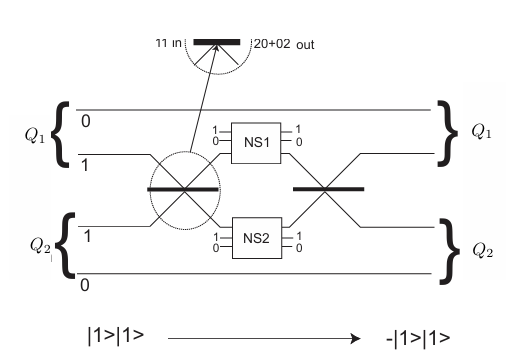 11 in 20+02 out
0
Q1 Q1
1 1
0 NS1 0
1
1
Q2 Q2
1 1
0 NS2 0
0
|1>|1> -|1>|1>